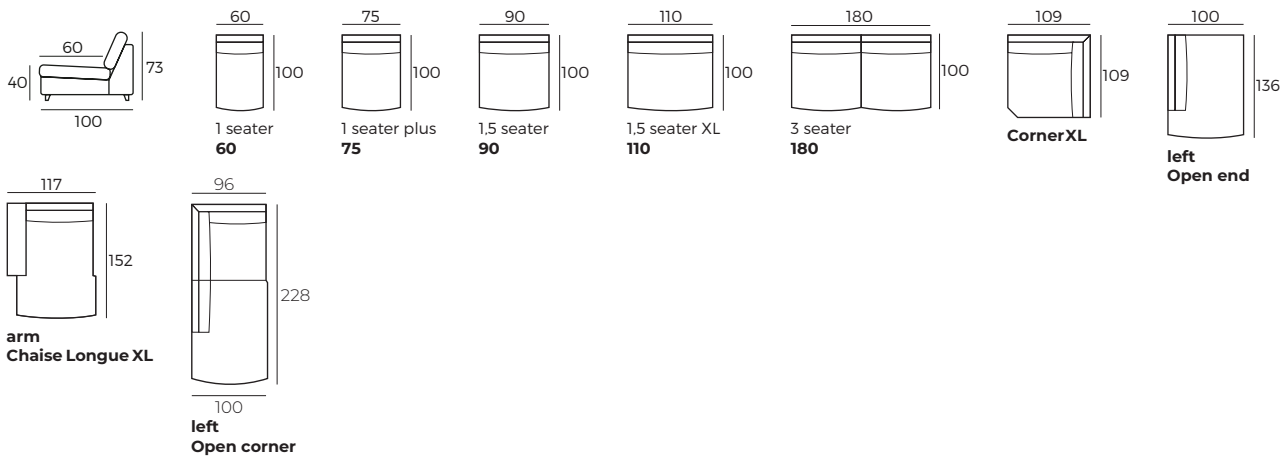 60
40
73
100
60
100
1 seater
60
75
100
1 seater plus
75
90
100
1,5 seater
90
110
100
1,5 seater XL
110
180
100
3 seater
180
109
109
Corner XL
100
136
left
Open end
117
152
arm
Chaise Longue XL
96
228
100
left
Open corner